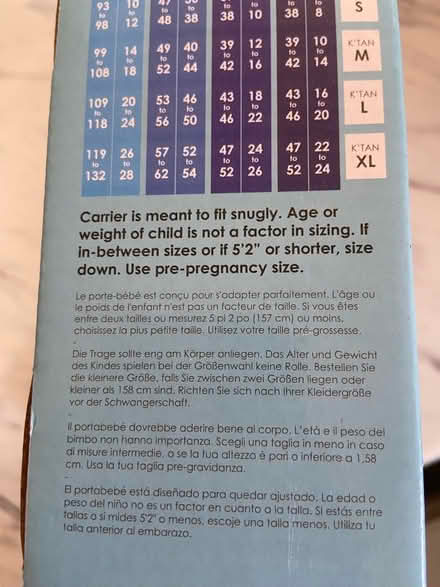 93 10 38 10 38 8 S
to to to to to
98 12 48 38
99 14 49 40 39 12 39 10 K'TAN
to to to to to to to to M
108 18 52 44 42 16 42 14
109 20 53 46 43 18 43 16 K'TAN
to to to to to to to to L
118 24 56 50 46 22 46 20
119 26 57 52 47 24 47 22 K'TAN
to to to to to to to to XL
132 28 62 54 52 26 52 24
Carrier is meant to fit snugly. Age or
weight of child is not a factor in sizing. If
in-between sizes or if 5'2" or shorter, size
down. Use pre-pregnancy size.
Le porte-bébé est conçu pour s'adapter parfaitement. L'âge ou
le poids de l'enfant n'est pas un facteur de taille. Si vous êtes
entre deux tailles ou mesurez 5 pi 2 po (157 cm) ou moins,
choisissez la plus petite taille. Utilisez votre taille pré-grossesse.
Die Trage sollte eng am Körper anliegen. Das Alter und Gewicht
des Kindes spielen bei der Größenwahl keine Rolle. Bestellen Sie
die kleinere Größe, falls Sie zwischen zwei Größen liegen oder
kleiner als 158 cm sind. Richten Sie sich nach Ihrer Kleidergröße
vor der Schwangerschaft.
Il portabebé dovrebbe aderire bene al corpo. L'età e il peso del
bimbo non hanno importanza. Scegli una taglia in meno in caso
di misure intermedie, o se la tua altezza è pari o inferiore a 1,58
cm. Usa la tua taglia pre-gravidanza.
El portabebé está diseñado para quedar ajustado. La edad o
peso del niño no es un factor en cuanto a la talla. Si estás entre
tallas o si mides 5'2" o menos, escoje una talla menos. Utiliza tu
talla anterior al embarazo.